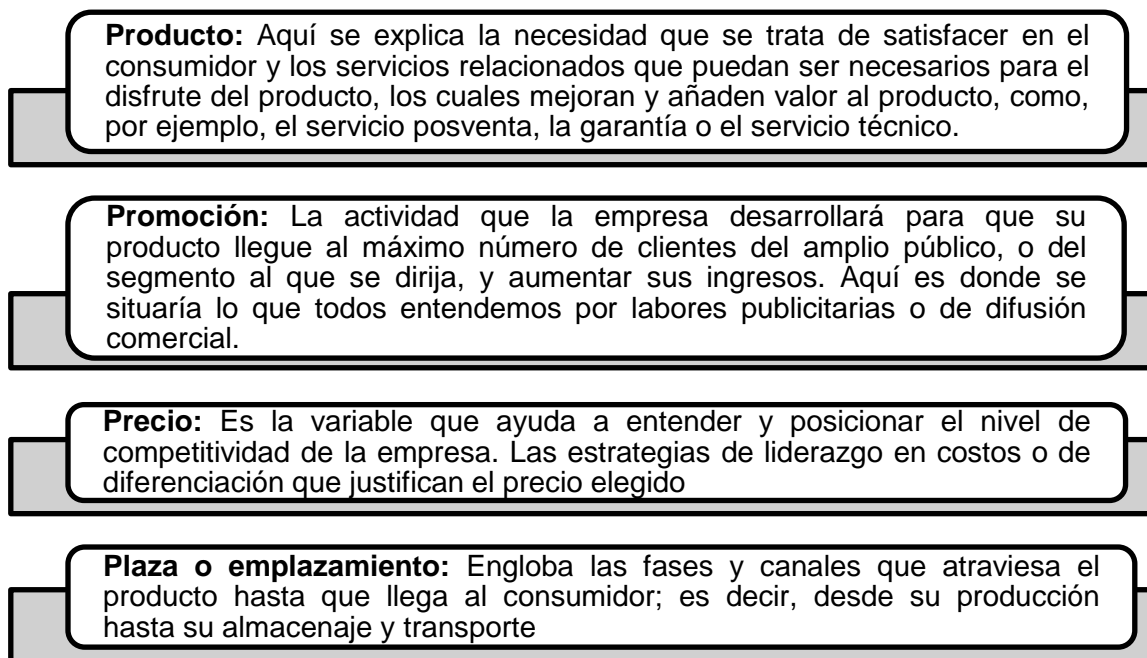 Producto: Aquí se explica la necesidad que se trata de satisfacer en el
consumidor y los servicios relacionados que puedan ser necesarios para el
disfrute del producto, los cuales mejoran y añaden valor al producto, como,
por ejemplo, el servicio posventa, la garantía o el servicio técnico.
Promoción: La actividad que la empresa desarrollará para que su
producto llegue al máximo número de clientes del amplio público, o del
segmento al que se dirija, y aumentar sus ingresos. Aquí es donde se
situaría lo que todos entendemos por labores publicitarias o de difusión
comercial.
Precio: Es la variable que ayuda a entender y posicionar el nivel de
competitividad de la empresa. Las estrategias de liderazgo en costos o de
diferenciación que justifican el precio elegido
Plaza o emplazamiento: Engloba las fases y canales que atraviesa el
producto hasta que llega al consumidor; es decir, desde su producción
hasta su almacenaje y transporte